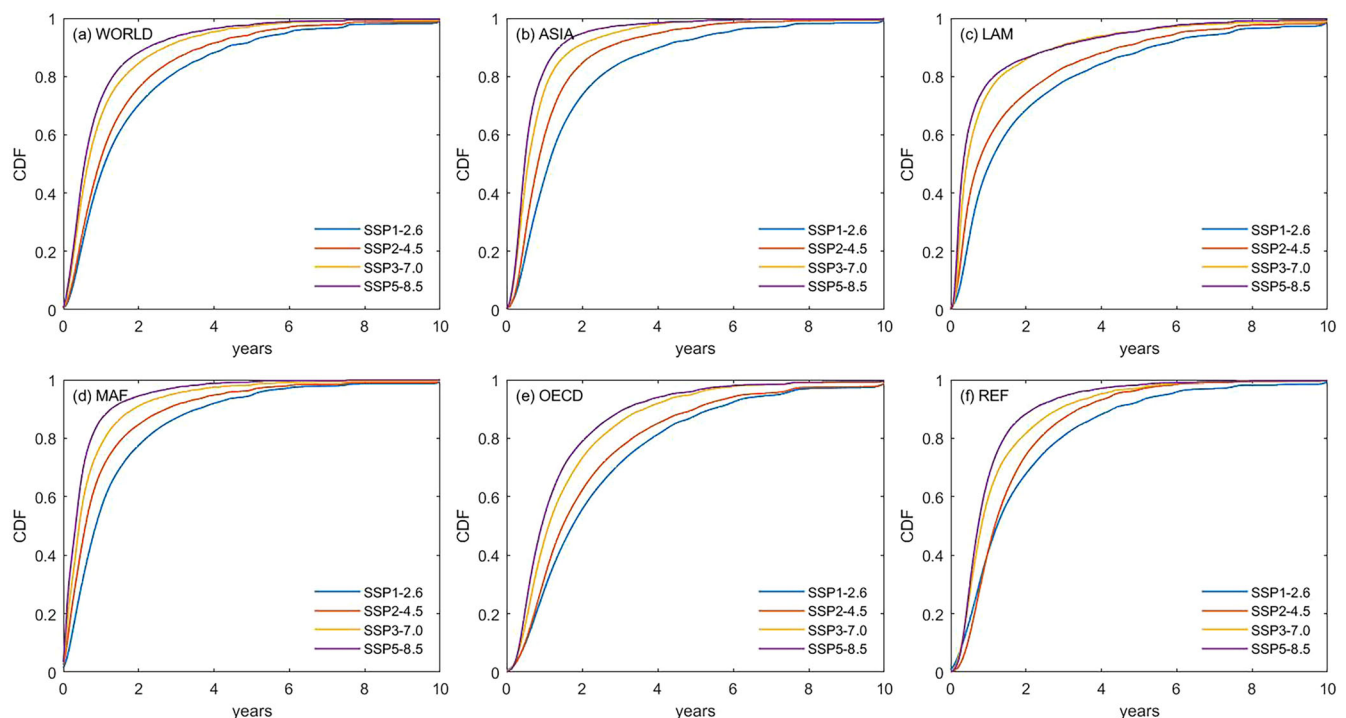 (a) WORLD
CDF
1
0.8
0.6
0.4
0.2
0
0 2 4 6 8 10
years
SSP1-2.6
SSP2-4.5
SSP3-7.0
SSP5-8.5
(b) ASIA
CDF
1
0.8
0.6
0.4
0.2
0
0 2 4 6 8 10
years
SSP1-2.6
SSP2-4.5
SSP3-7.0
SSP5-8.5
(c) LAM
CDF
1
0.8
0.6
0.4
0.2
0
0 2 4 6 8 10
years
SSP1-2.6
SSP2-4.5
SSP3-7.0
SSP5-8.5
(d) MAF
CDF
1
0.8
0.6
0.4
0.2
0
0 2 4 6 8 10
years
SSP1-2.6
SSP2-4.5
SSP3-7.0
SSP5-8.5
(e) OECD
CDF
1
0.8
0.6
0.4
0.2
0
0 2 4 6 8 10
years
SSP1-2.6
SSP2-4.5
SSP3-7.0
SSP5-8.5
(f) REF
CDF
1
0.8
0.6
0.4
0.2
0
0 2 4 6 8 10
years
SSP1-2.6
SSP2-4.5
SSP3-7.0
SSP5-8.5